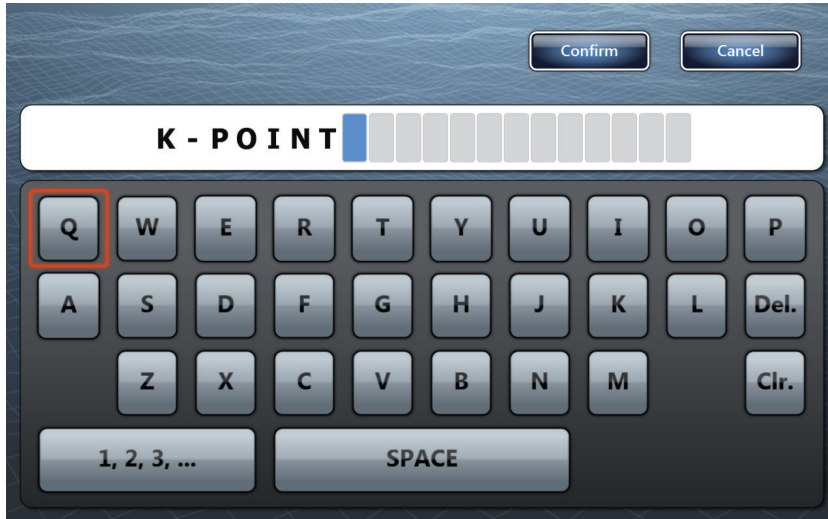 Confirm Cancel
K-POINT
Q W E R T Y U I O P
A S D F G H J K L Del.
Z X C V B N M Clr.
1, 2, 3, ... SPACE